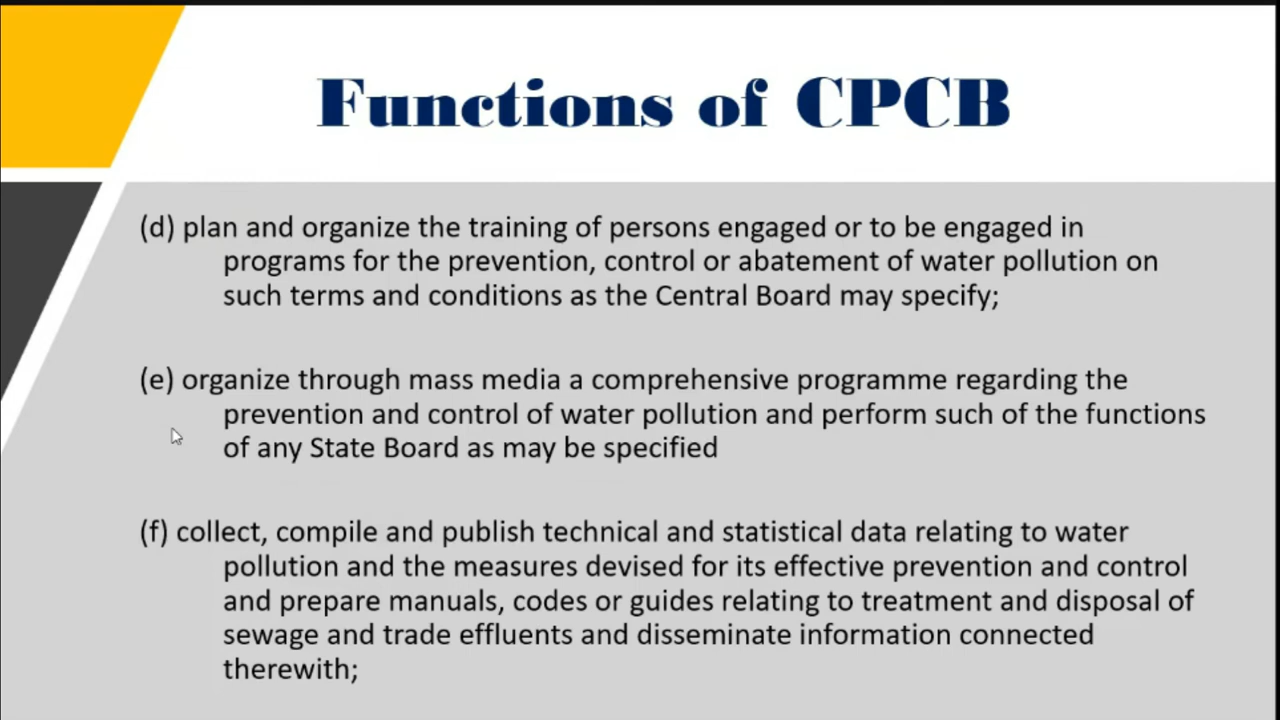 Functions of CPCB
(d) plan and organize the training of persons engaged or to be engaged in
programs for the prevention, control or abatement of water pollution on
such terms and conditions as the Central Board may specify;
(e) organize through mass media a comprehensive programme regarding the
prevention and control of water pollution and perform such of the functions
of any State Board as may be specified
(f) collect, compile and publish technical and statistical data relating to water
pollution and the measures devised for its effective prevention and control
and prepare manuals, codes or guides relating to treatment and disposal of
sewage and trade effluents and disseminate information connected
therewith;